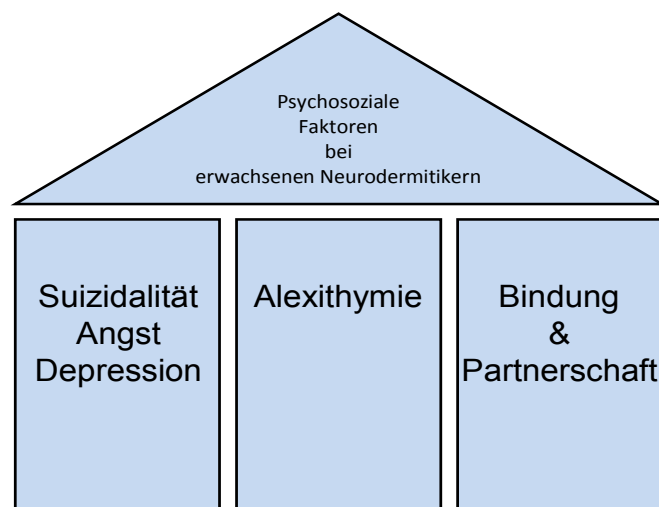 Psychosoziale
Faktoren
bei
erwachsenen Neurodermitikern
Suizidalität
Angst
Depression
Alexithymie
Bindung
&
Partnerschaft